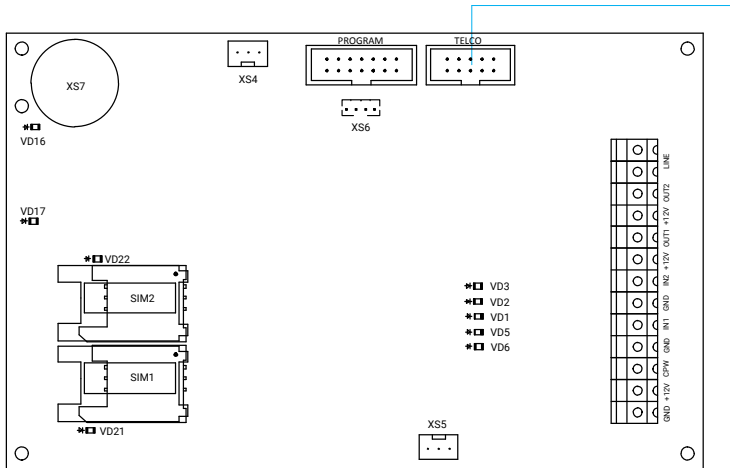 PROGRAM
TELCO
XS7
XS4
XS6
VD16
VD17
VD22
SIM2
SIM1
VD21
VD3
VD2
VD1
VD5
VD6
XS5
LINE
OUT2
+12V
OUT1
+12V
IN2
GND
IN1
GND
CPW
+12V
GND